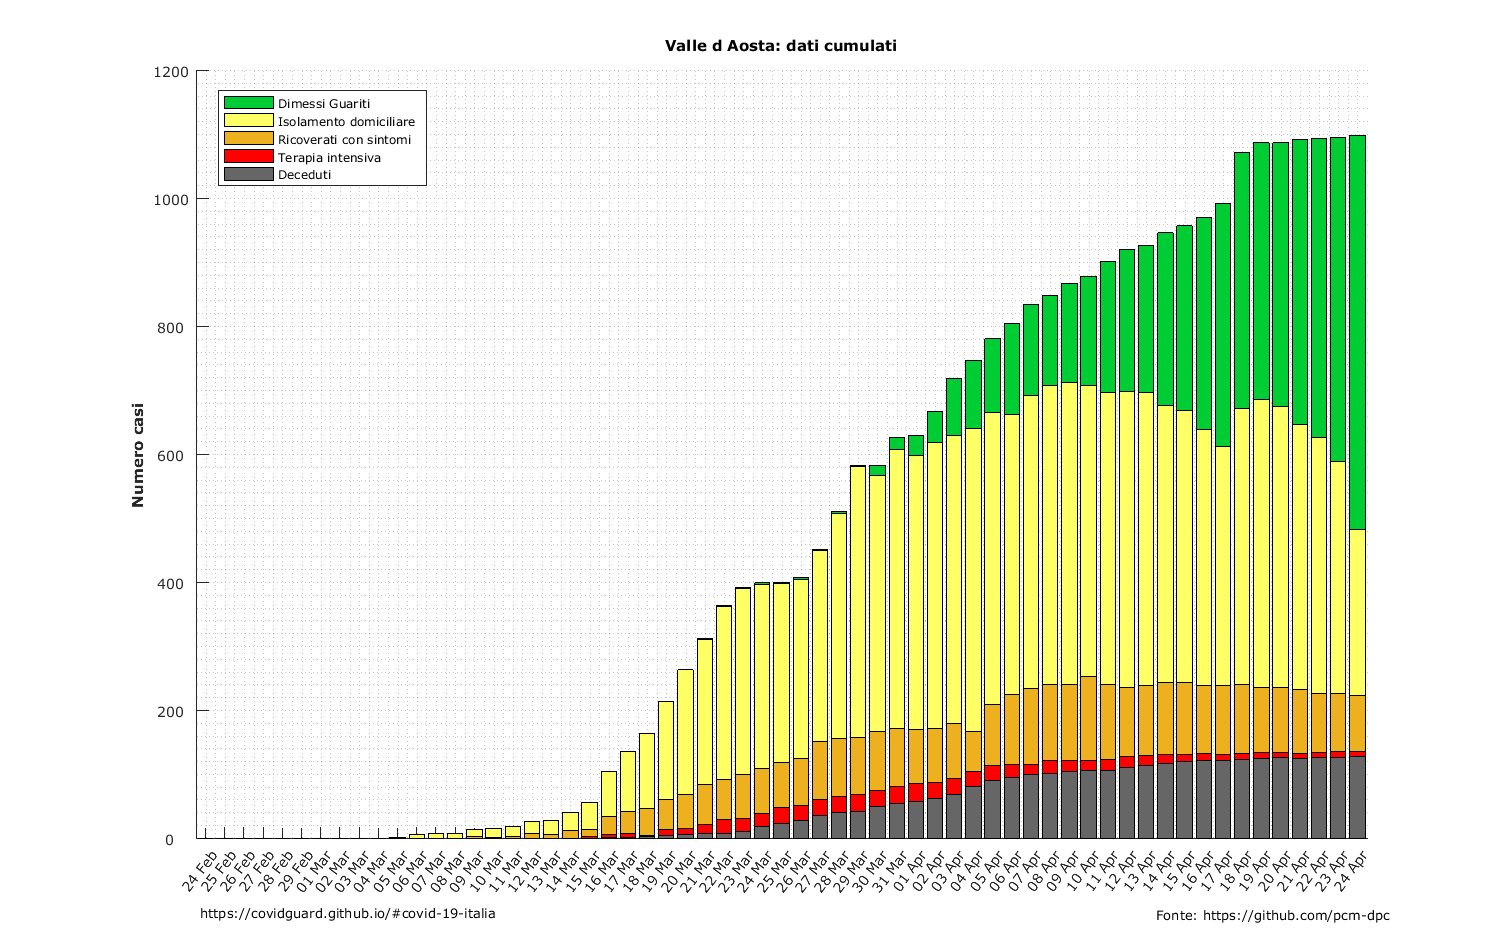 Valle d Aosta: dati cumulati
1200
1000
800
600
400
200
0
Numero casi
Dimessi Guariti
Isolamento domiciliare
Ricoverati con sintomi
Terapia intensiva
Deceduti
24 Feb
25 Feb
26 Feb
27 Feb
28 Feb
29 Feb
01 Mar
02 Mar
03 Mar
04 Mar
05 Mar
06 Mar
07 Mar
08 Mar
09 Mar
10 Mar
11 Mar
12 Mar
13 Mar
14 Mar
15 Mar
16 Mar
17 Mar
18 Mar
19 Mar
20 Mar
21 Mar
22 Mar
23 Mar
24 Mar
25 Mar
26 Mar
27 Mar
28 Mar
29 Mar
30 Mar
31 Mar
01 Apr
02 Apr
03 Apr
04 Apr
05 Apr
06 Apr
07 Apr
08 Apr
09 Apr
10 Apr
11 Apr
12 Apr
13 Apr
14 Apr
15 Apr
16 Apr
17 Apr
18 Apr
19 Apr
20 Apr
21 Apr
22 Apr
23 Apr
24 Apr
https://covidguard.github.io/#covid-19-italia
Fonte: https://github.com/pcm-dpc